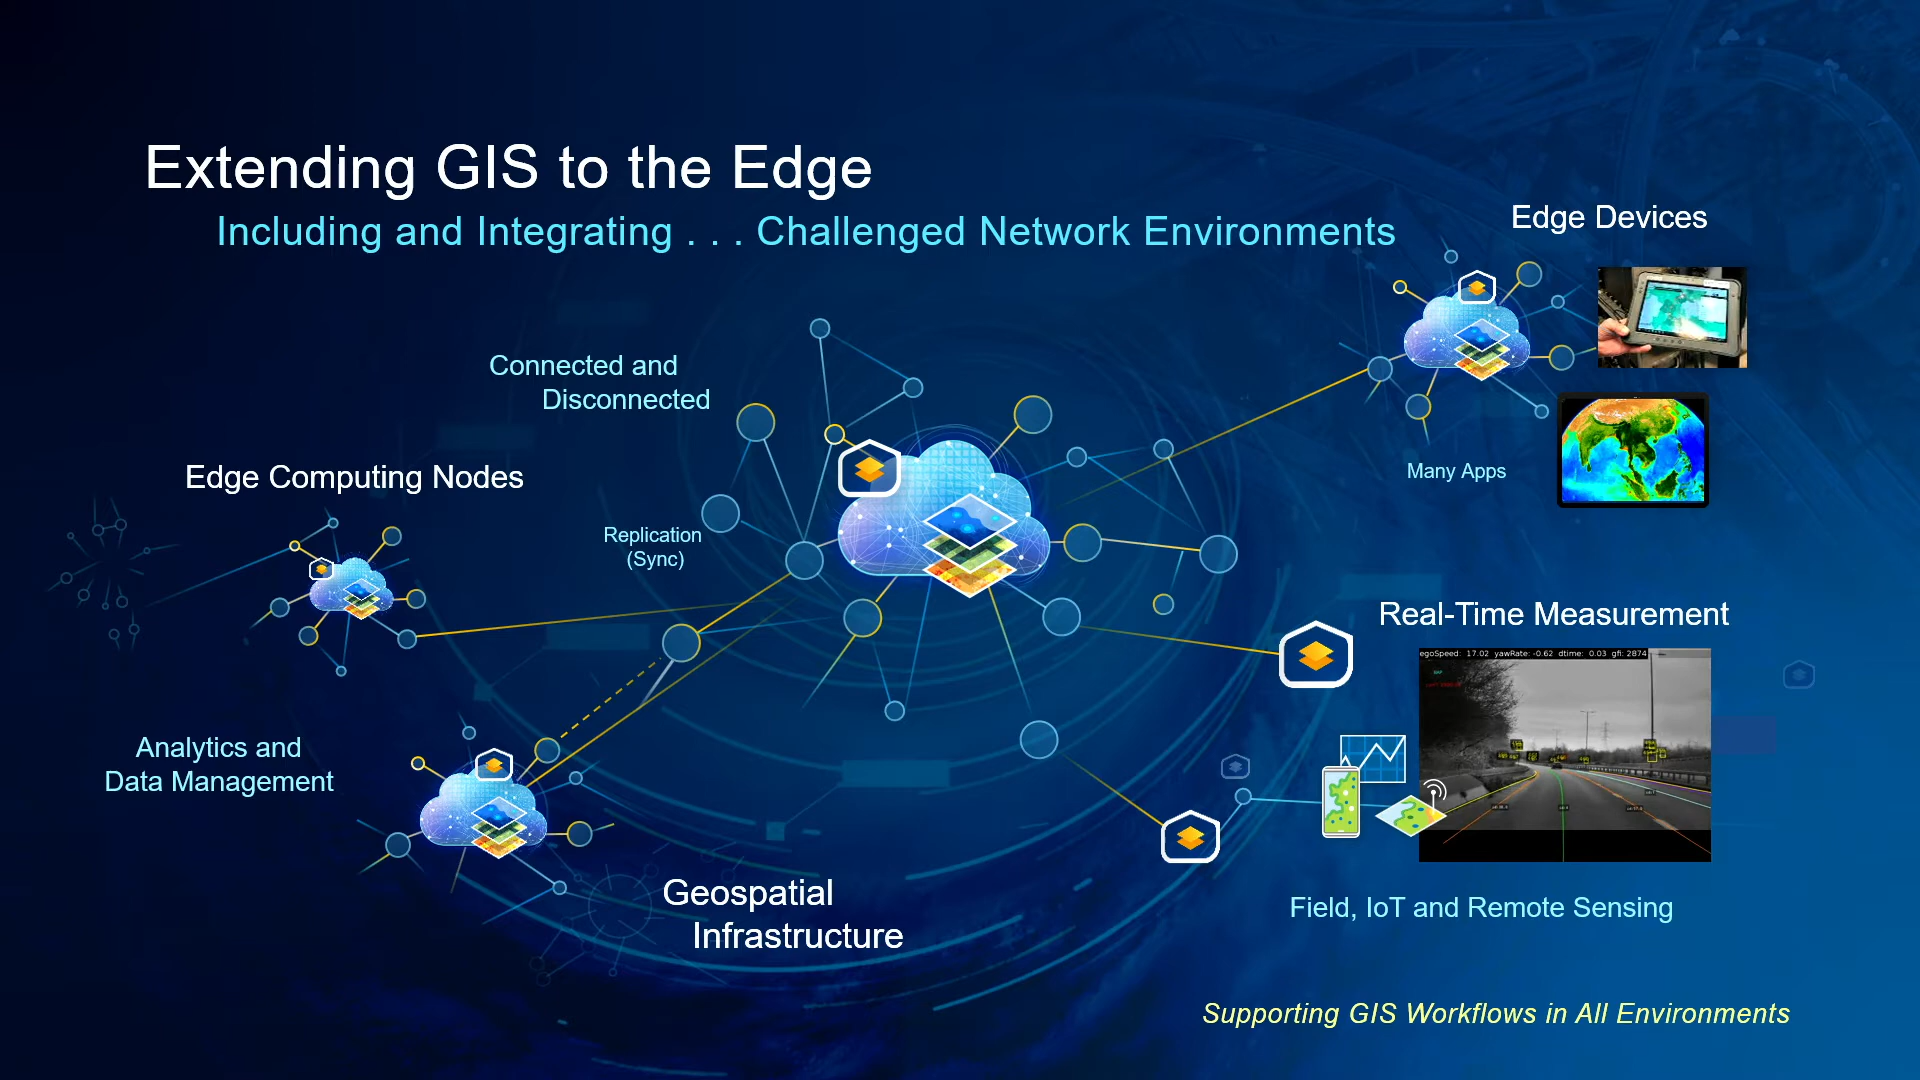 Extending GIS to the Edge
Including and Integrating . . . Challenged Network Environments
Edge Devices
Connected and
Disconnected
Many Apps
Edge Computing Nodes
Replication
(Sync)
Real-Time Measurement
egoSpeed: 17.02 yawRate: -0.62 dtime: 0.03 gfi: 2874
Analytics and
Data Management
Geospatial
Infrastructure
Field, IoT and Remote Sensing
Supporting GIS Workflows in All Environments